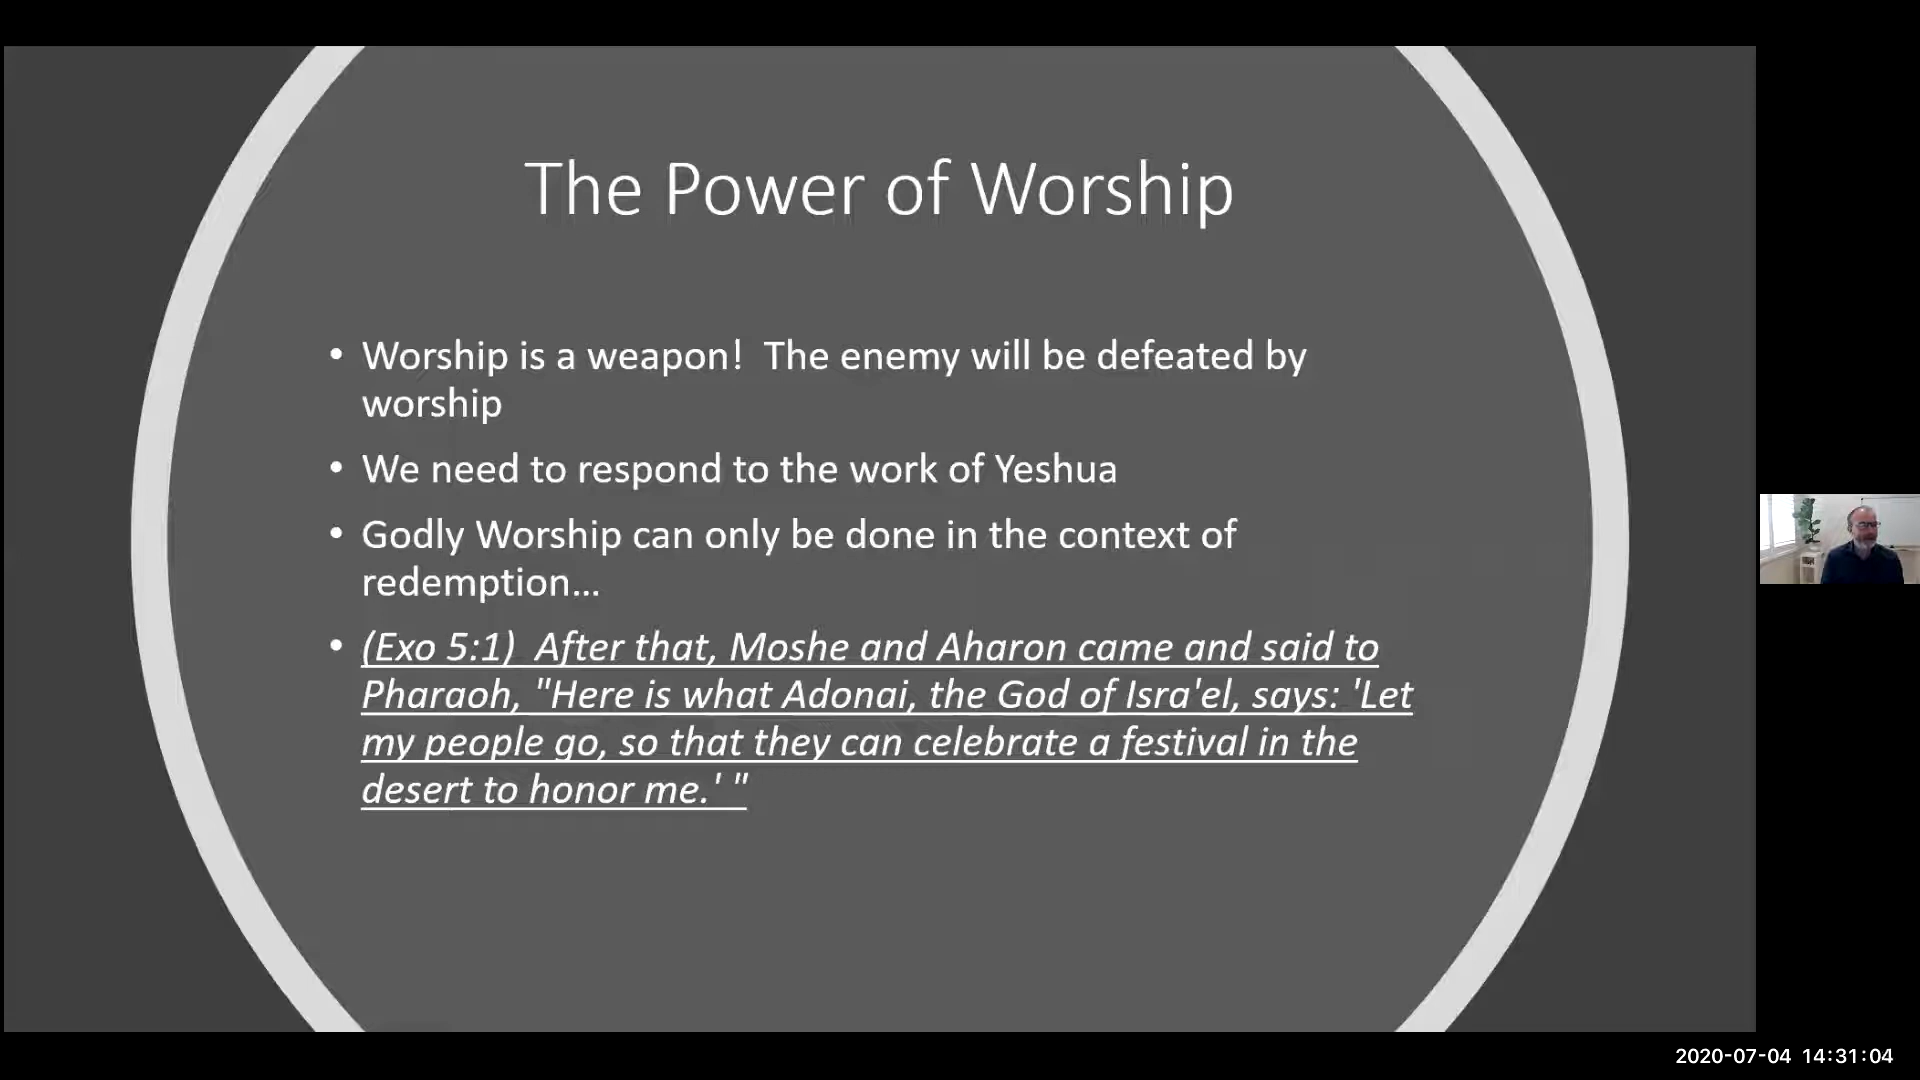 The Power of Worship
• Worship is a weapon!  The enemy will be defeated by
worship
• We need to respond to the work of Yeshua
• Godly Worship can only be done in the context of
redemption...
• (Exo 5:1)  After that, Moshe and Aharon came and said to
Pharaoh, "Here is what Adonai, the God of Isra'el, says: 'Let
my people go, so that they can celebrate a festival in the
desert to honor me.' "
2020-07-04 14:31:04